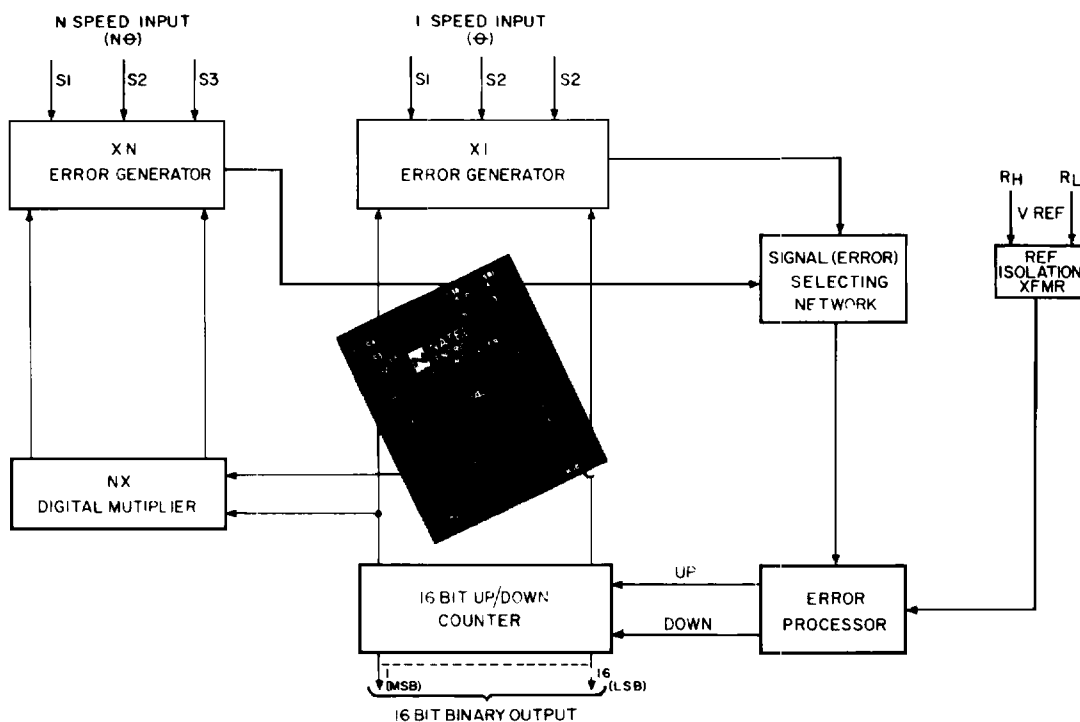 N SPEED INPUT
(NΘ)
S1
S2
S3
1 SPEED INPUT
(Θ)
S1
S2
S2
XN
ERROR GENERATOR
X1
ERROR GENERATOR
RH
RL
V REF
REF
ISOLATION
XFMR
SIGNAL (ERROR)
SELECTING
NETWORK
NX
DIGITAL MUTIPLIER
16 BIT UP/DOWN
COUNTER
UP
DOWN
ERROR
PROCESSOR
1
(MSB)
16
(LSB)
16 BIT BINARY OUTPUT